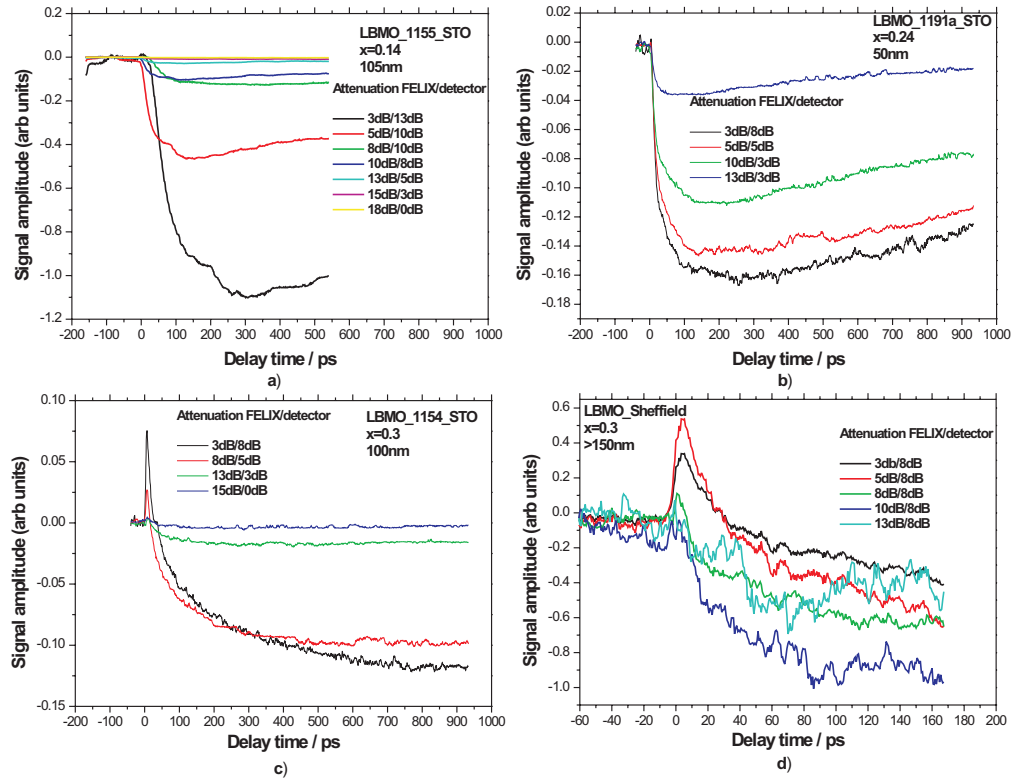 LBMO_1155_STO
x=0.14
105nm
Attenuation FELIX/detector
3dB/13dB
5dB/10dB
8dB/10dB
10dB/8dB
13dB/5dB
15dB/3dB
18dB/0dB
Signal amplitude (arb units)
0.0
-0.2
-0.4
-0.6
-0.8
-1.0
-1.2
-200 -100 0 100 200 300 400 500 600 700 800 900 1000
Delay time / ps
a)
LBMO_1191a_STO
x=0.24
50nm
Attenuation FELIX/detector
3dB/8dB
5dB/5dB
10dB/3dB
13dB/3dB
Signal amplitude (arb units)
0.02
0.00
-0.02
-0.04
-0.06
-0.08
-0.10
-0.12
-0.14
-0.16
-0.18
-200 -100 0 100 200 300 400 500 600 700 800 900 1000
Delay time / ps
b)
Attenuation FELIX/detector
3dB/8dB
8dB/5dB
13dB/3dB
15dB/0dB
LBMO_1154_STO
x=0.3
100nm
Signal amplitude (arb units)
0.10
0.05
0.00
-0.05
-0.10
-0.15
-200 -100 0 100 200 300 400 500 600 700 800 900 1000
Delay time / ps
c)
LBMO_Sheffield
x=0.3
>150nm
Attenuation FELIX/detector
3db/8dB
5dB/8dB
8dB/8dB
10dB/8dB
13dB/8dB
Signal amplitude (arb units)
0.6
0.4
0.2
0.0
-0.2
-0.4
-0.6
-0.8
-1.0
-60 -40 -20 0 20 40 60 80 100 120 140 160 180 200
Delay time / ps
d)